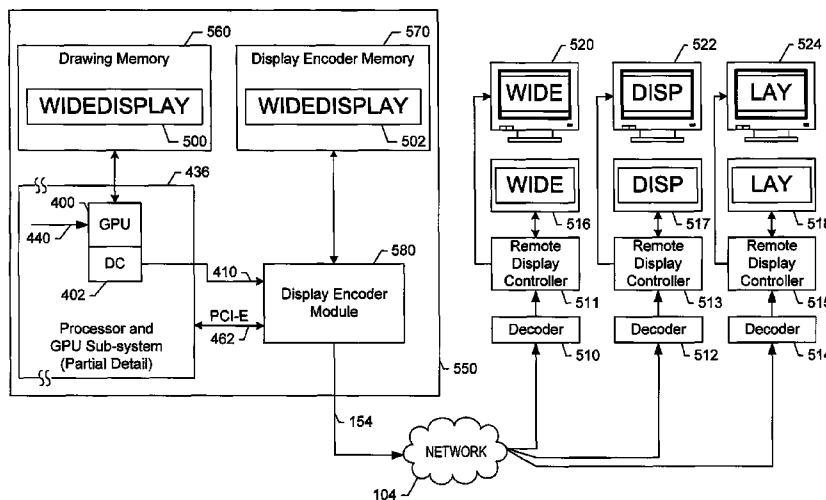 560
Drawing Memory
WIDEDISPLAY
500
570
Display Encoder Memory
WIDEDISPLAY
502
520
WIDE
522
DISP
524
LAY
436
400
GPU
440
DC
402
410
PCI-E
462
Processor and
GPU Sub-system
(Partial Detail)
580
Display Encoder
Module
550
154
NETWORK
104
WIDE
516
DISP
517
LAY
518
Remote
Display
Controller
511
Remote
Display
Controller
513
Remote
Display
Controller
515
Decoder
510
Decoder
512
Decoder
514